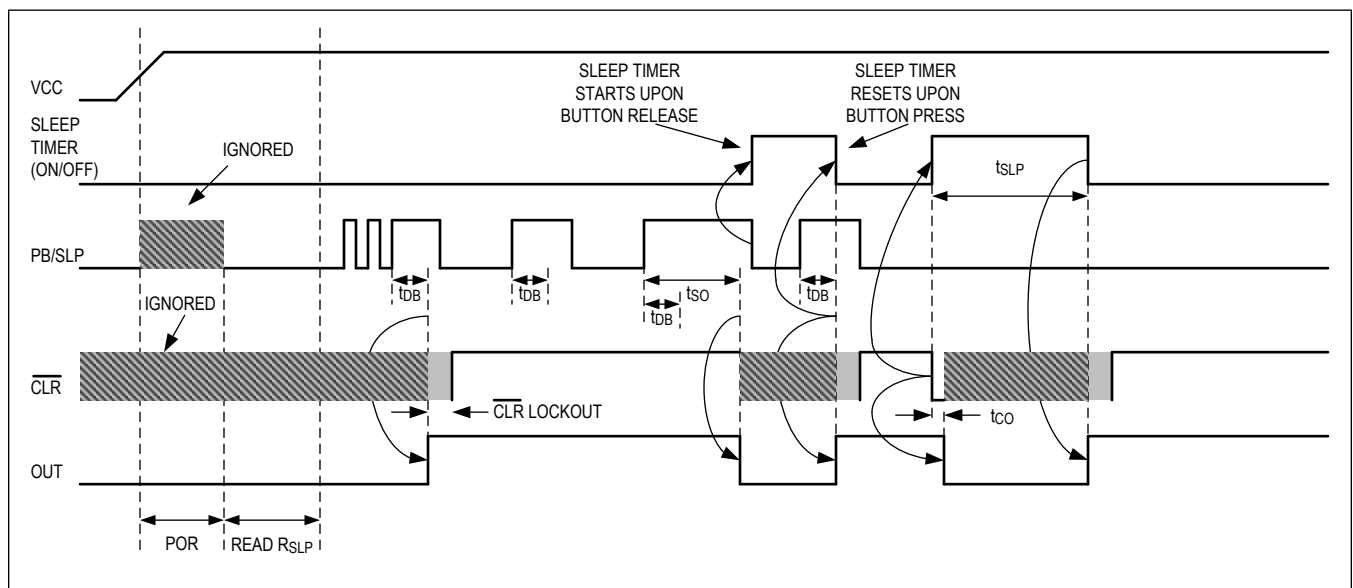 SLEEP TIMER
STARTS UPON
BUTTON RELEASE
SLEEP TIMER
RESETS UPON
BUTTON PRESS
VCC
SLEEP
TIMER
(ON/OFF)
IGNORED
tSLP
PB/SLP
tDB
tDB
tSO
tDB
tDB
IGNORED
CLR
CLR LOCKOUT
tCO
OUT
POR
READ RSLP